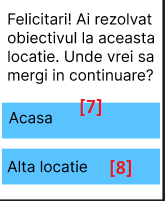 Felicitari! Ai rezolvat
obiectivul la aceasta
locatie. Unde vrei sa
mergi in continuare?
Acasa [7]
Alta locatie [8]